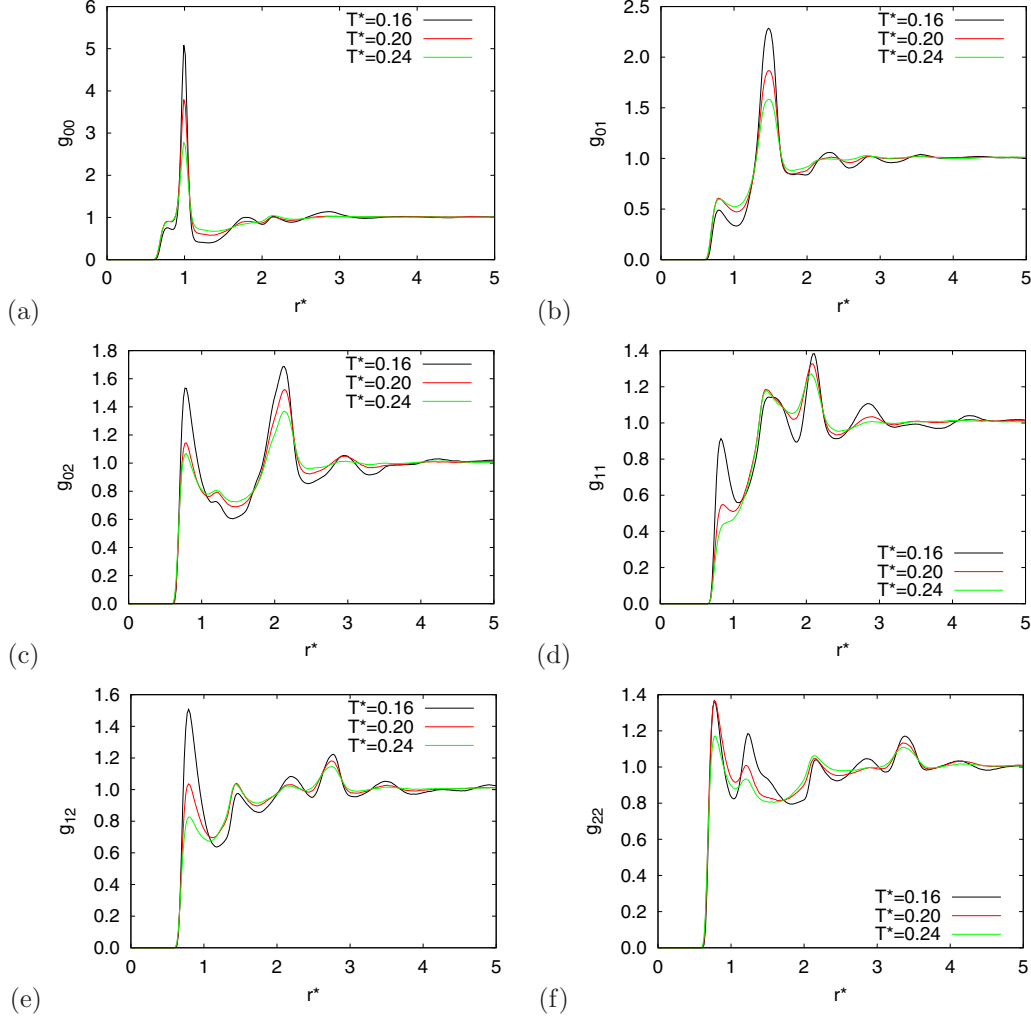 T*=0.16
T*=0.20
T*=0.24
6
5
4
3
2
1
0
g00
0 1 2 3 4 5
r*
(a)
T*=0.16
T*=0.20
T*=0.24
2.5
2.0
1.5
1.0
0.5
0.0
g01
0 1 2 3 4 5
r*
(b)
T*=0.16
T*=0.20
T*=0.24
1.8
1.6
1.4
1.2
1.0
0.8
0.6
0.4
0.2
0.0
g02
0 1 2 3 4 5
r*
(c)
1.4
1.2
1.0
0.8
0.6
0.4
0.2
0.0
g11
T*=0.16
T*=0.20
T*=0.24
0 1 2 3 4 5
r*
(d)
T*=0.16
T*=0.20
T*=0.24
1.6
1.4
1.2
1.0
0.8
0.6
0.4
0.2
0.0
g12
0 1 2 3 4 5
r*
(e)
1.4
1.2
1.0
0.8
0.6
0.4
0.2
0.0
g22
T*=0.16
T*=0.20
T*=0.24
0 1 2 3 4 5
r*
(f)